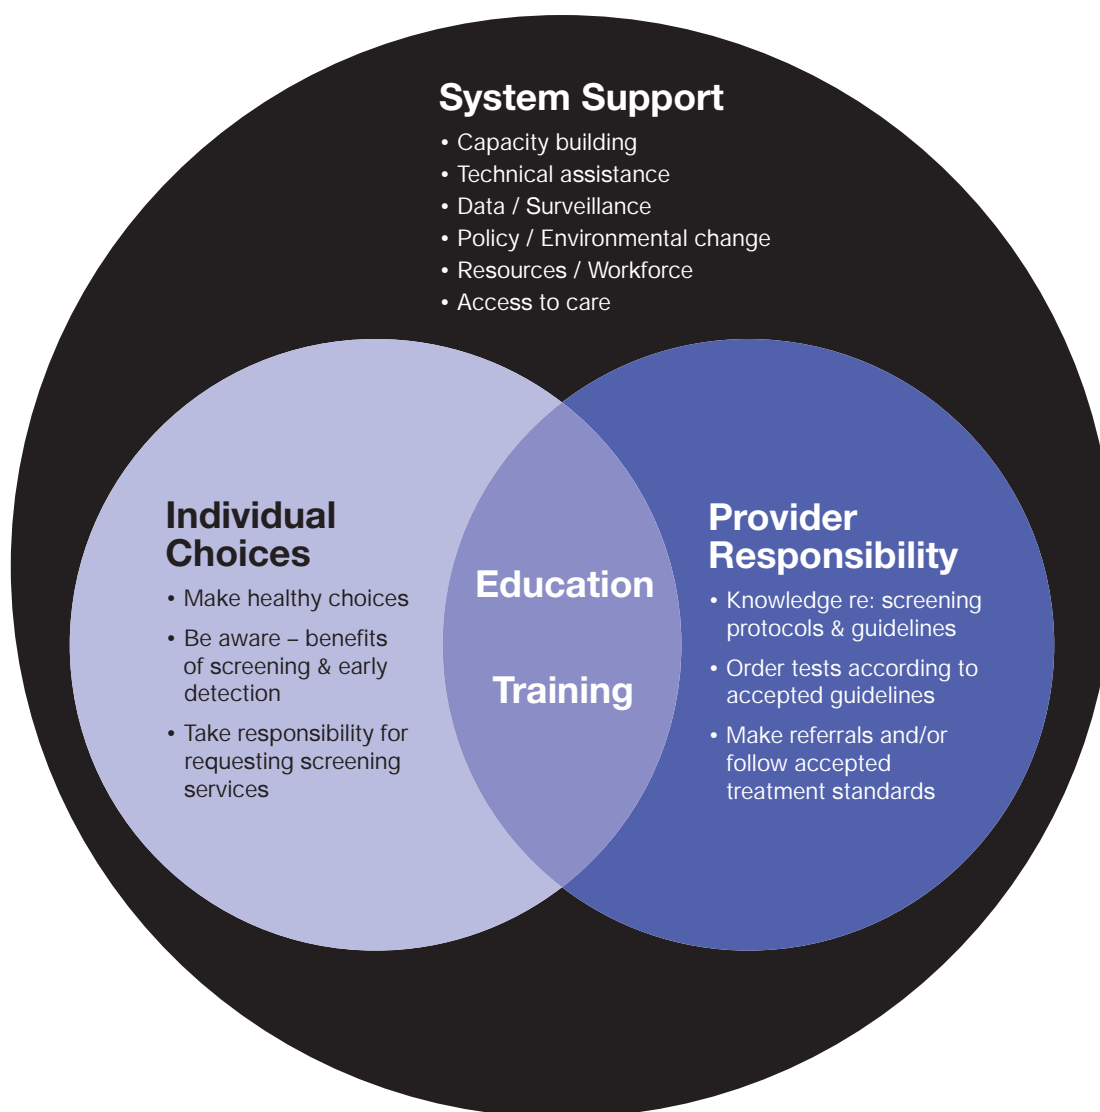 System Support
• Capacity building
• Technical assistance
• Data / Surveillance
• Policy / Environmental change
• Resources / Workforce
• Access to care
Individual
Choices
• Make healthy choices
• Be aware – benefits
of screening & early
detection
• Take responsibility for
requesting screening
services
Education
Training
Provider
Responsibility
• Knowledge re: screening
protocols & guidelines
• Order tests according to
accepted guidelines
• Make referrals and/or
follow accepted
treatment standards